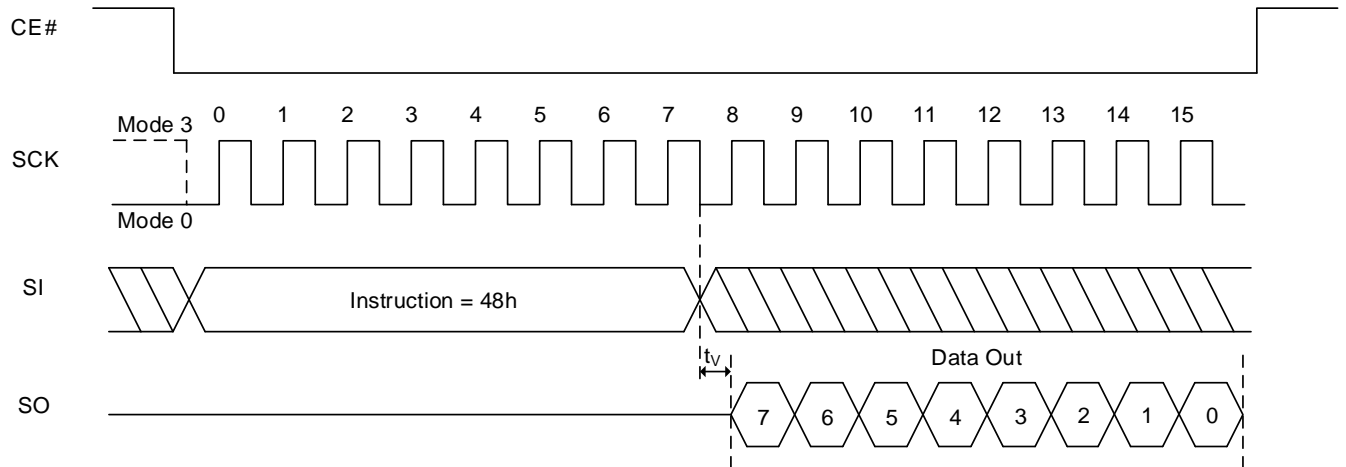 CE#
0 1 2 3 4 5 6 7 8 9 10 11 12 13 14 15
Mode 3
SCK
Mode 0
SI
Instruction = 48h
tV
Data Out
SO
7 6 5 4 3 2 1 0